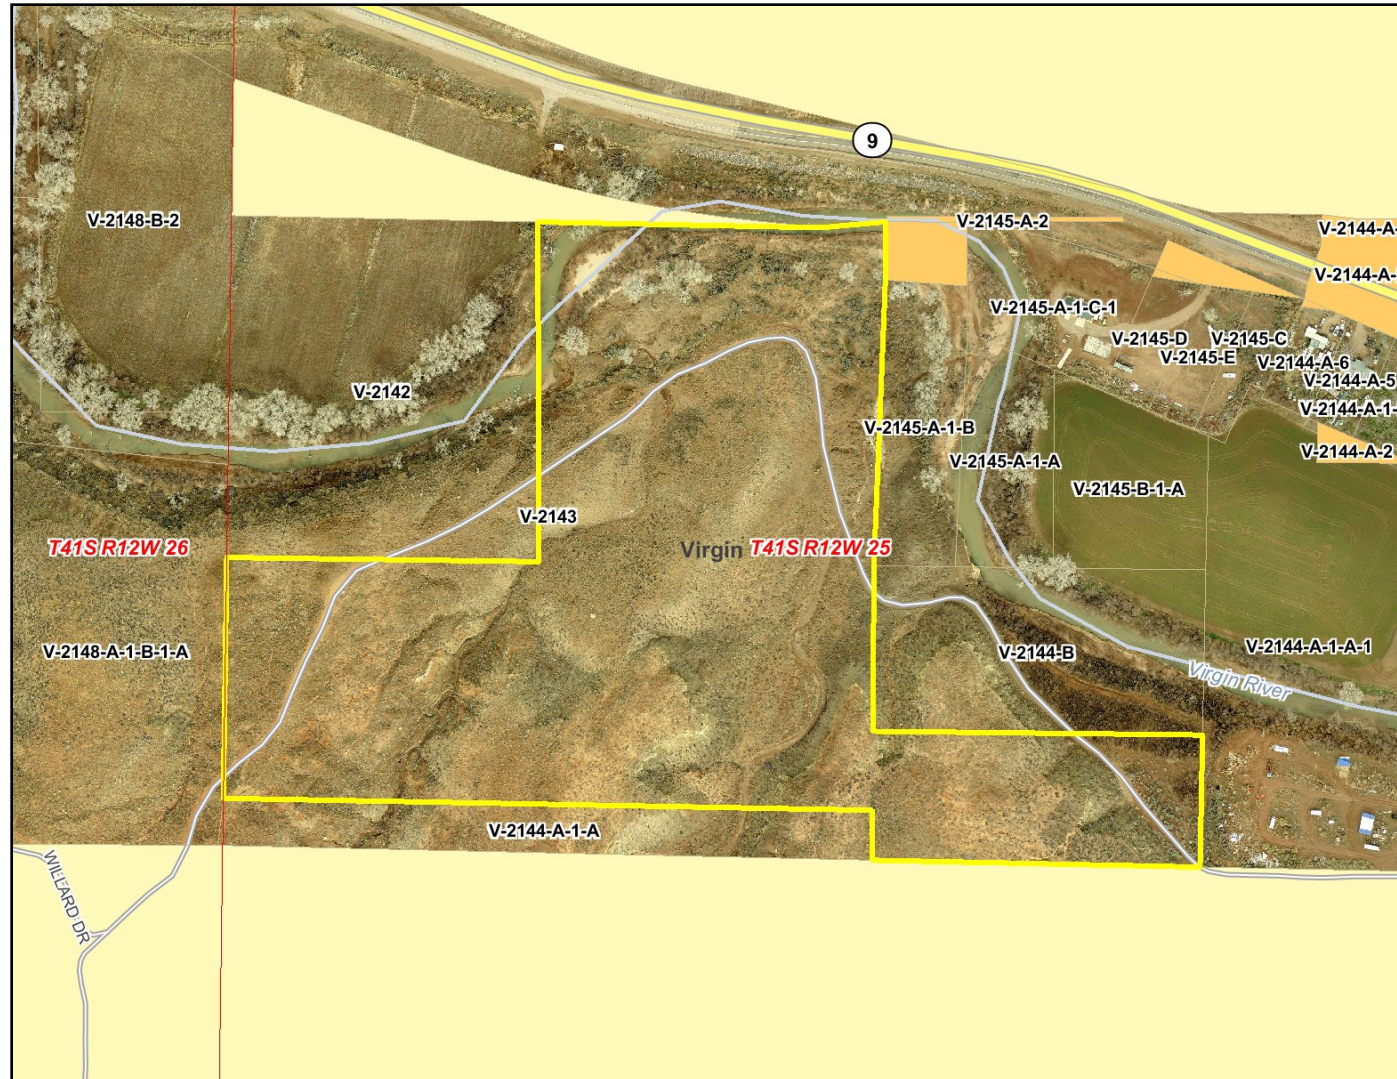 9
V-2148-B-2
V-2145-A-2
V-2144-A-
V-2144-A-
V-2145-A-1-C-1
V-2145-D
V-2145-C
V-2145-E
V-2144-A-6
V-2144-A-5
V-2142
V-2144-A-1-
V-2145-A-1-B
V-2144-A-2
V-2145-A-1-A
V-2145-B-1-A
V-2143
T41S R12W 26
Virgin
T41S R12W 25
V-2148-A-1-B-1-A
V-2144-B
V-2144-A-1-A-1
Virgin River
V-2144-A-1-A
WILLARD DR